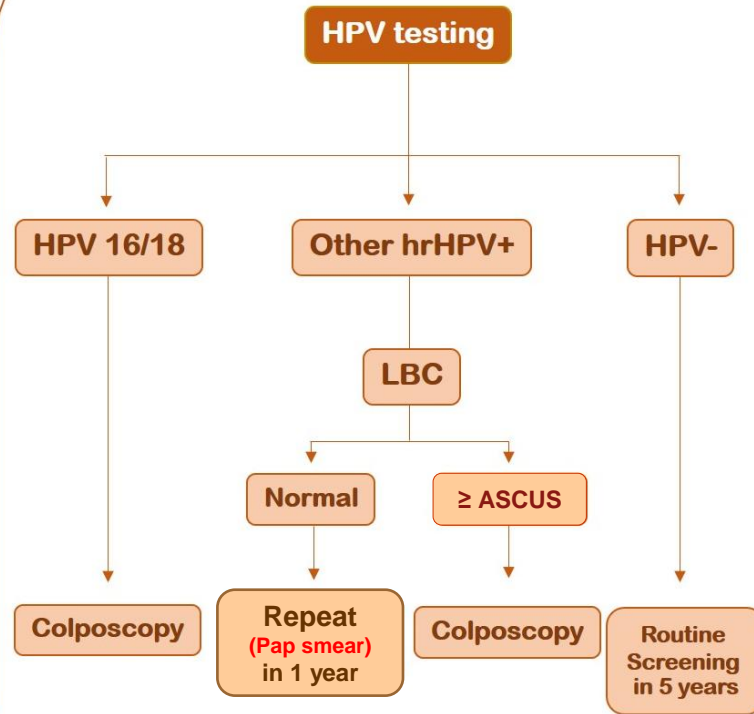 HPV testing
HPV 16/18
Other hrHPV+
HPV-
LBC
Normal
≥ ASCUS
Colposcopy
Repeat
(Pap smear)
in 1 year
Colposcopy
Routine
Screening
in 5 years